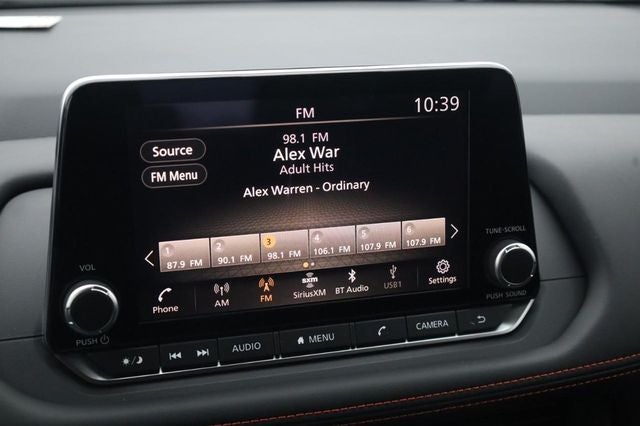 FM
10:39
98.1 FM
Source
Alex War
Adult Hits
FM Menu
Alex Warren - Ordinary
1 2 3 4 5 6
87.9 FM 90.1 FM 98.1 FM 106.1 FM 107.9 FM 107.9 FM
Phone AM FM sxm SiriusXM BT Audio USB1 Settings
VOL
PUSH
TUNE·SCROLL
PUSH SOUND
AUDIO MENU CAMERA